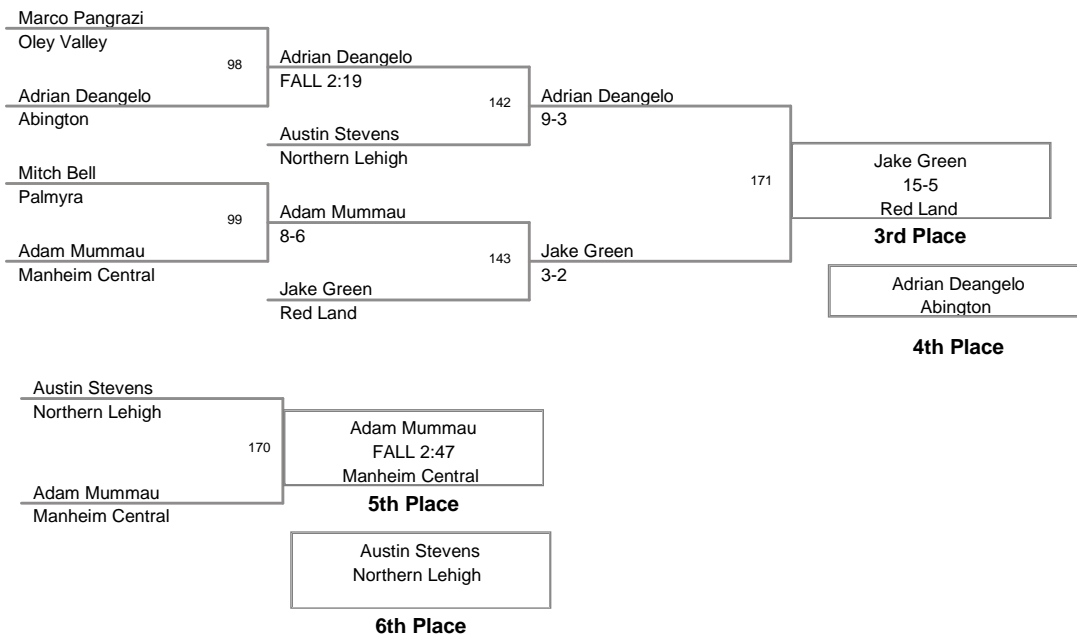 Marco Pangrazi
Oley Valley
98
Adrian Deangelo
FALL 2:19
Adrian Deangelo
Abington
142
Adrian Deangelo
9-3
Austin Stevens
Northern Lehigh
Mitch Bell
Palmyra
171
Jake Green
15-5
Red Land
3rd Place
99
Adam Mummau
8-6
Adam Mummau
Manheim Central
143
Jake Green
3-2
Jake Green
Red Land
Adrian Deangelo
Abington
4th Place
Austin Stevens
Northern Lehigh
170
Adam Mummau
FALL 2:47
Manheim Central
5th Place
Adam Mummau
Manheim Central
Austin Stevens
Northern Lehigh
6th Place